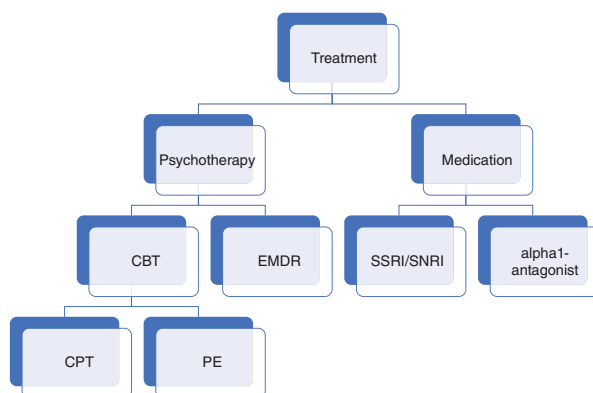 Treatment
Psychotherapy
Medication
CBT
EMDR
SSRI/SNRI
alpha1-
antagonist
CPT
PE